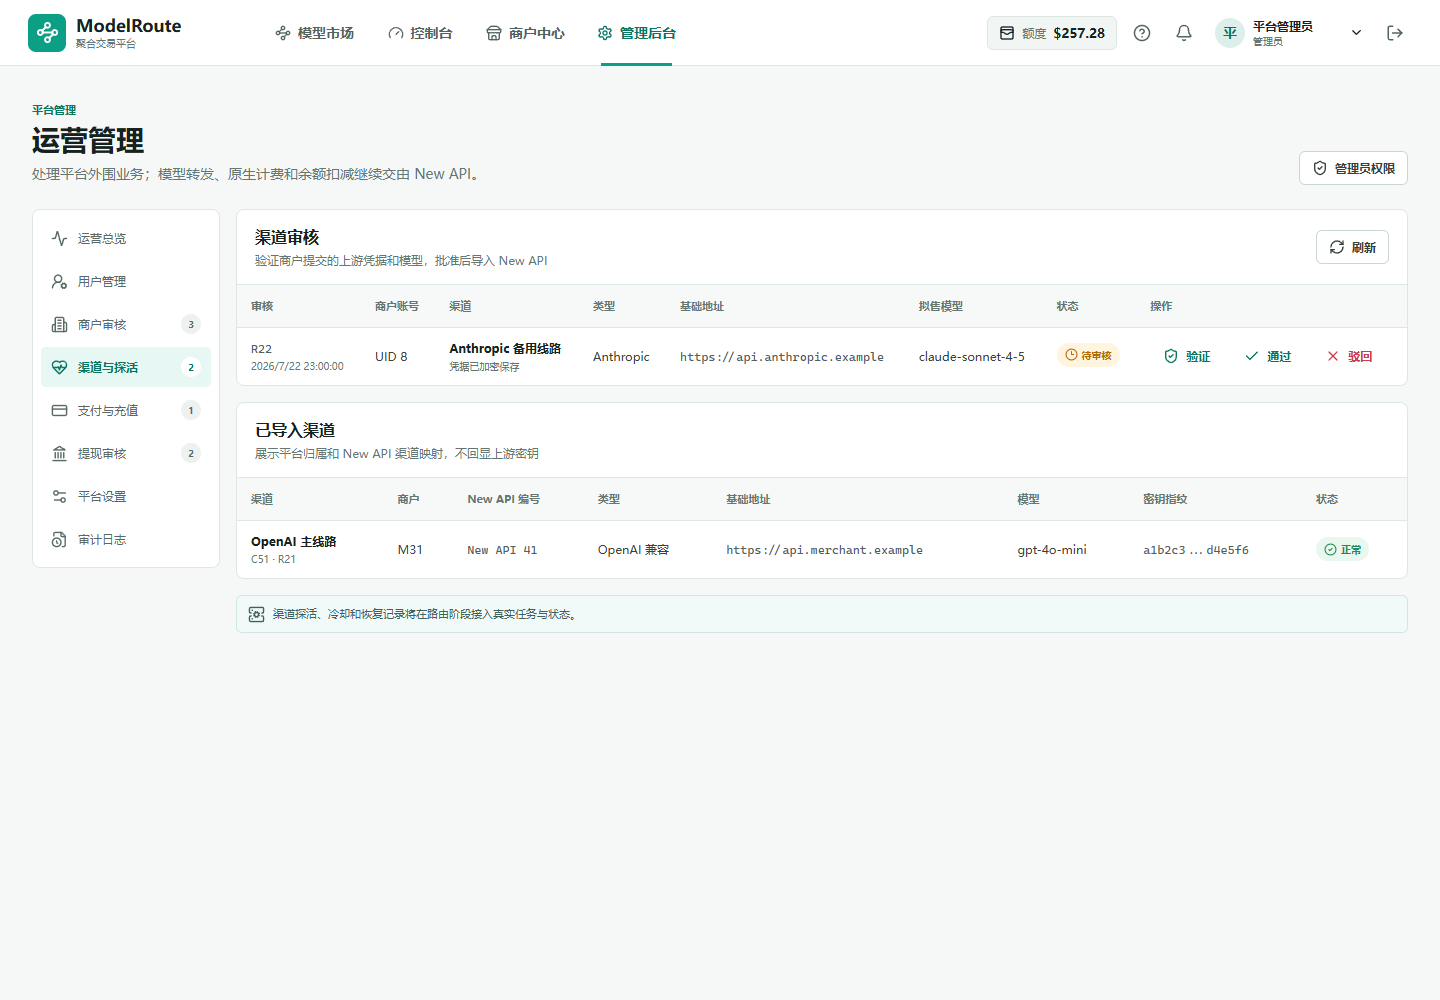 ModelRoute
聚合交易平台
模型市场
控制台
商户中心
管理后台
额度 $257.28
平
平台管理员
管理员
平台管理
运营管理
处理平台外围业务；模型转发、原生计费和余额扣减继续交由 New API。
管理员权限
运营总览
用户管理
商户审核 3
渠道与探活 2
支付与充值 1
提现审核 2
平台设置
审计日志
渠道审核
验证商户提交的上游凭据和模型，批准后导入 New API
刷新
审核 商户账号 渠道 类型 基础地址 拟售模型 状态 操作
R22
2026/7/22 23:00:00
UID 8
Anthropic 备用线路
凭据已加密保存
Anthropic
https://api.anthropic.example
claude-sonnet-4-5
待审核
验证
通过
驳回
已导入渠道
展示平台归属和 New API 渠道映射，不回显上游密钥
渠道 商户 New API 编号 类型 基础地址 模型 密钥指纹 状态
OpenAI 主线路
C51 · R21
M31
New API 41
OpenAI 兼容
https://api.merchant.example
gpt-4o-mini
a1b2c3...d4e5f6
正常
渠道探活、冷却和恢复记录将在路由阶段接入真实任务与状态。